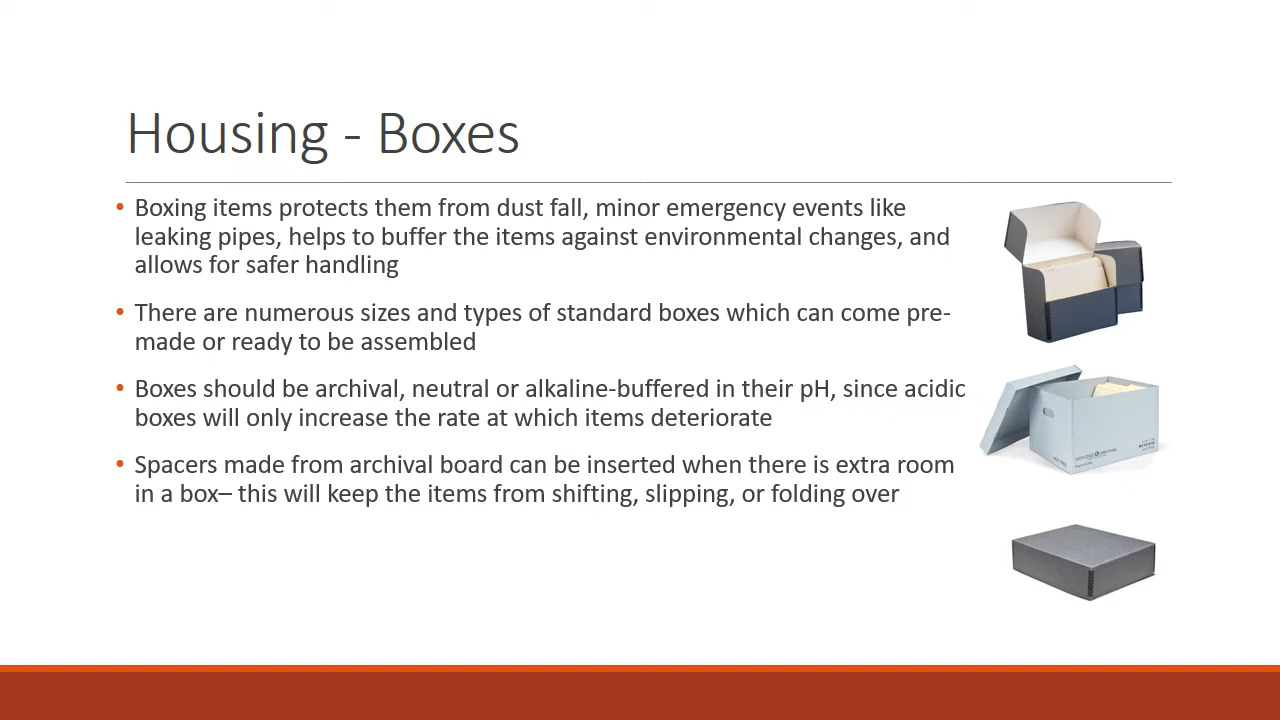 Housing - Boxes
• Boxing items protects them from dust fall, minor emergency events like
leaking pipes, helps to buffer the items against environmental changes, and
allows for safer handling
• There are numerous sizes and types of standard boxes which can come pre-
made or ready to be assembled
• Boxes should be archival, neutral or alkaline-buffered in their pH, since acidic
boxes will only increase the rate at which items deteriorate
• Spacers made from archival board can be inserted when there is extra room
in a box– this will keep the items from shifting, slipping, or folding over